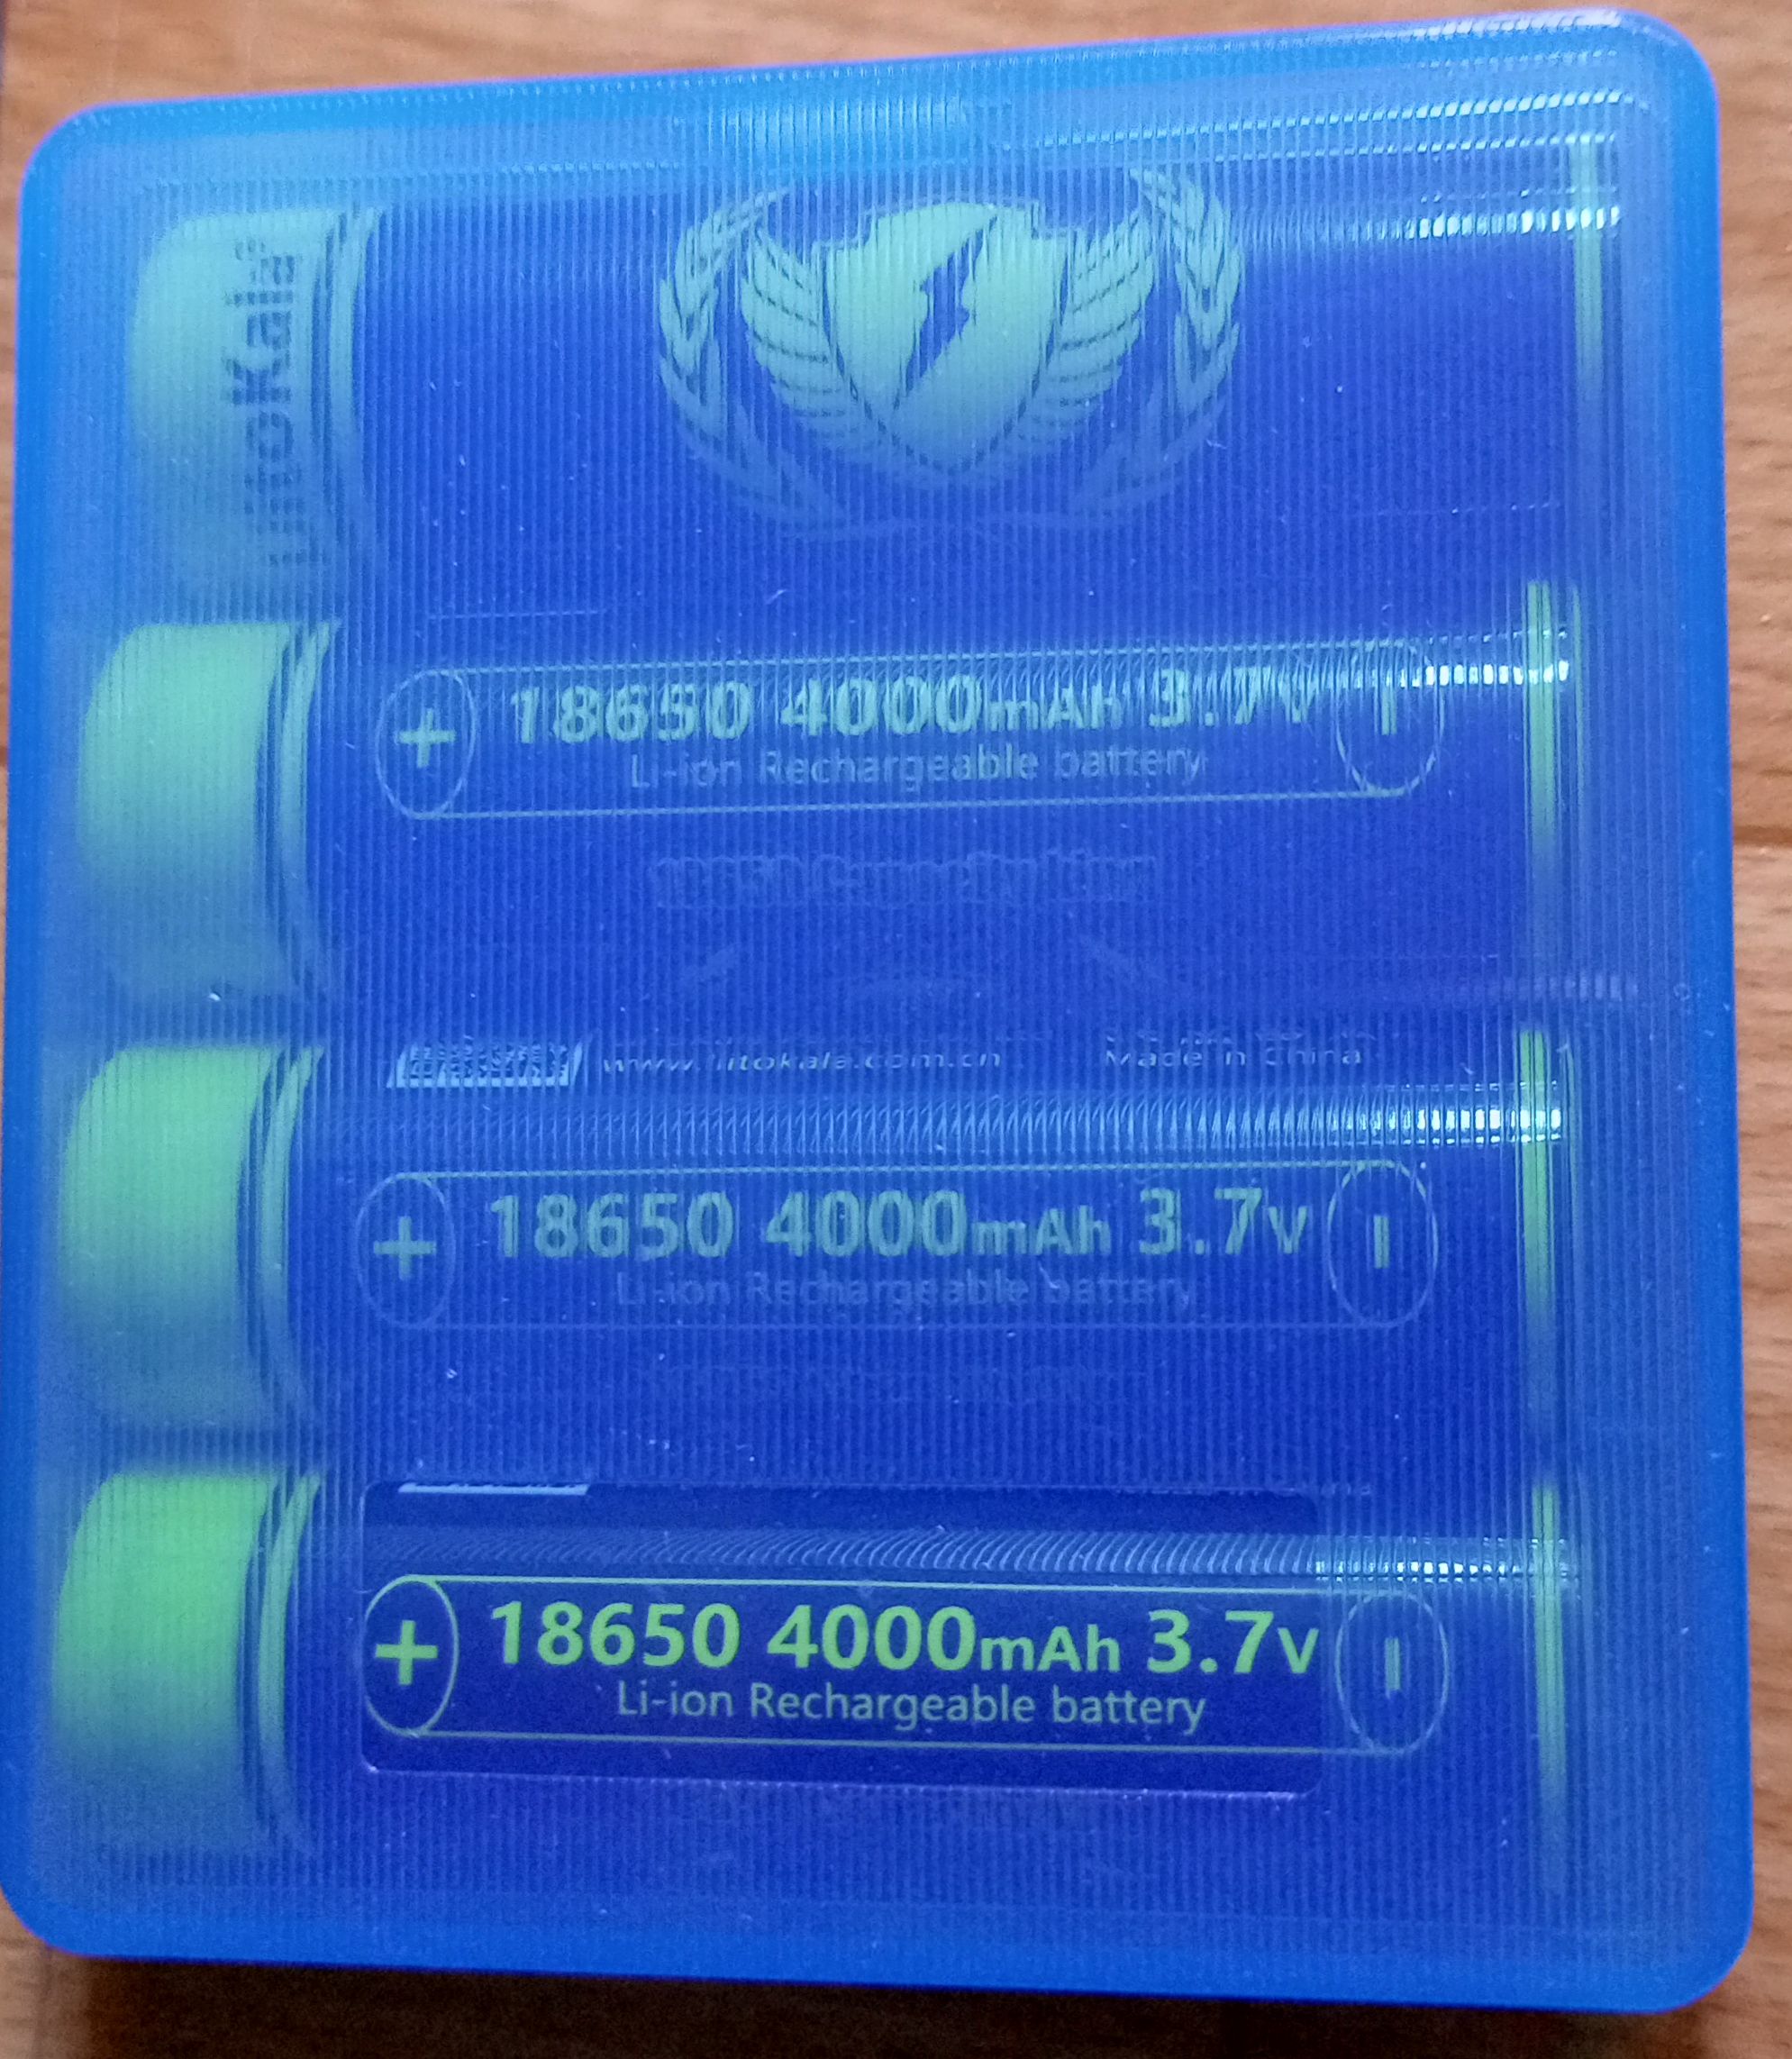 LiitoKala
+ 18650 4000mAh 3.7V -
Li-ion Rechargeable battery
www.liitokala.com.cn Made in China
+ 18650 4000mAh 3.7V -
Li-ion Rechargeable battery
+ 18650 4000mAh 3.7V -
Li-ion Rechargeable battery